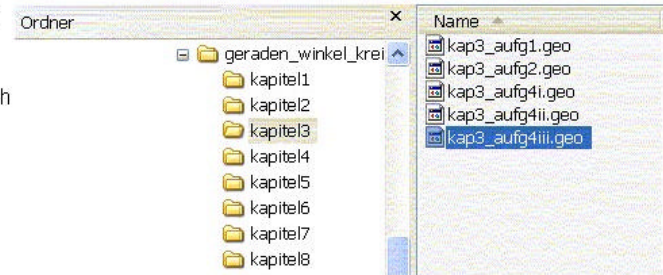 Ordner
geraden_winkel_krei
kapitel1
kapitel2
kapitel3
kapitel4
kapitel5
kapitel6
kapitel7
kapitel8
h
Name
kap3_aufg1.geo
kap3_aufg2.geo
kap3_aufg4i.geo
kap3_aufg4ii.geo
kap3_aufg4iii.geo